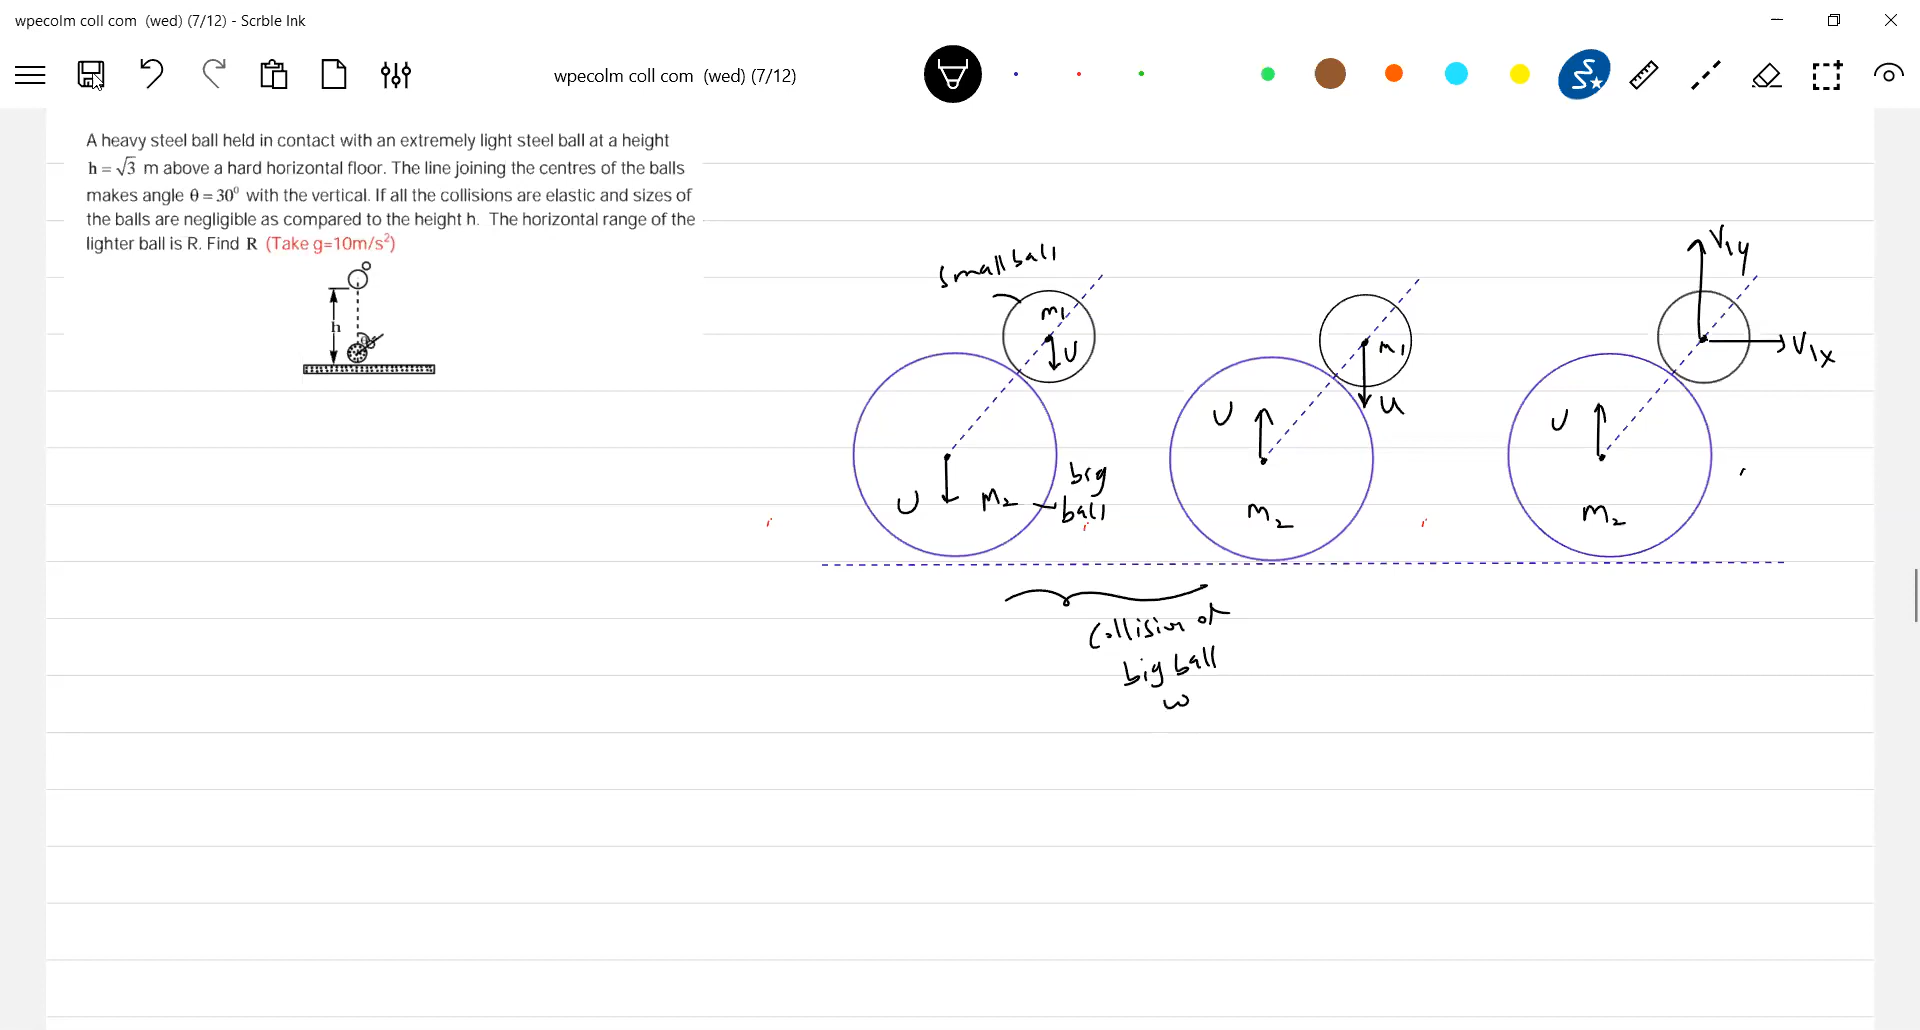 wpecolm coll com (wed) (7/12) - Scrble Ink
wpecolm coll com (wed) (7/12)
A heavy steel ball held in contact with an extremely light steel ball at a height
h = √3 m above a hard horizontal floor. The line joining the centres of the balls
makes angle θ = 30⁰ with the vertical. If all the collisions are elastic and sizes of
the balls are negligible as compared to the height h. The horizontal range of the
lighter ball is R. Find R (Take g=10m/s²)
h
θ
small ball
m₁
U
U
m₂
big
ball
m₁
u
U
m₂
V₁y
V₁x
U
m₂
Collision of
big ball
w